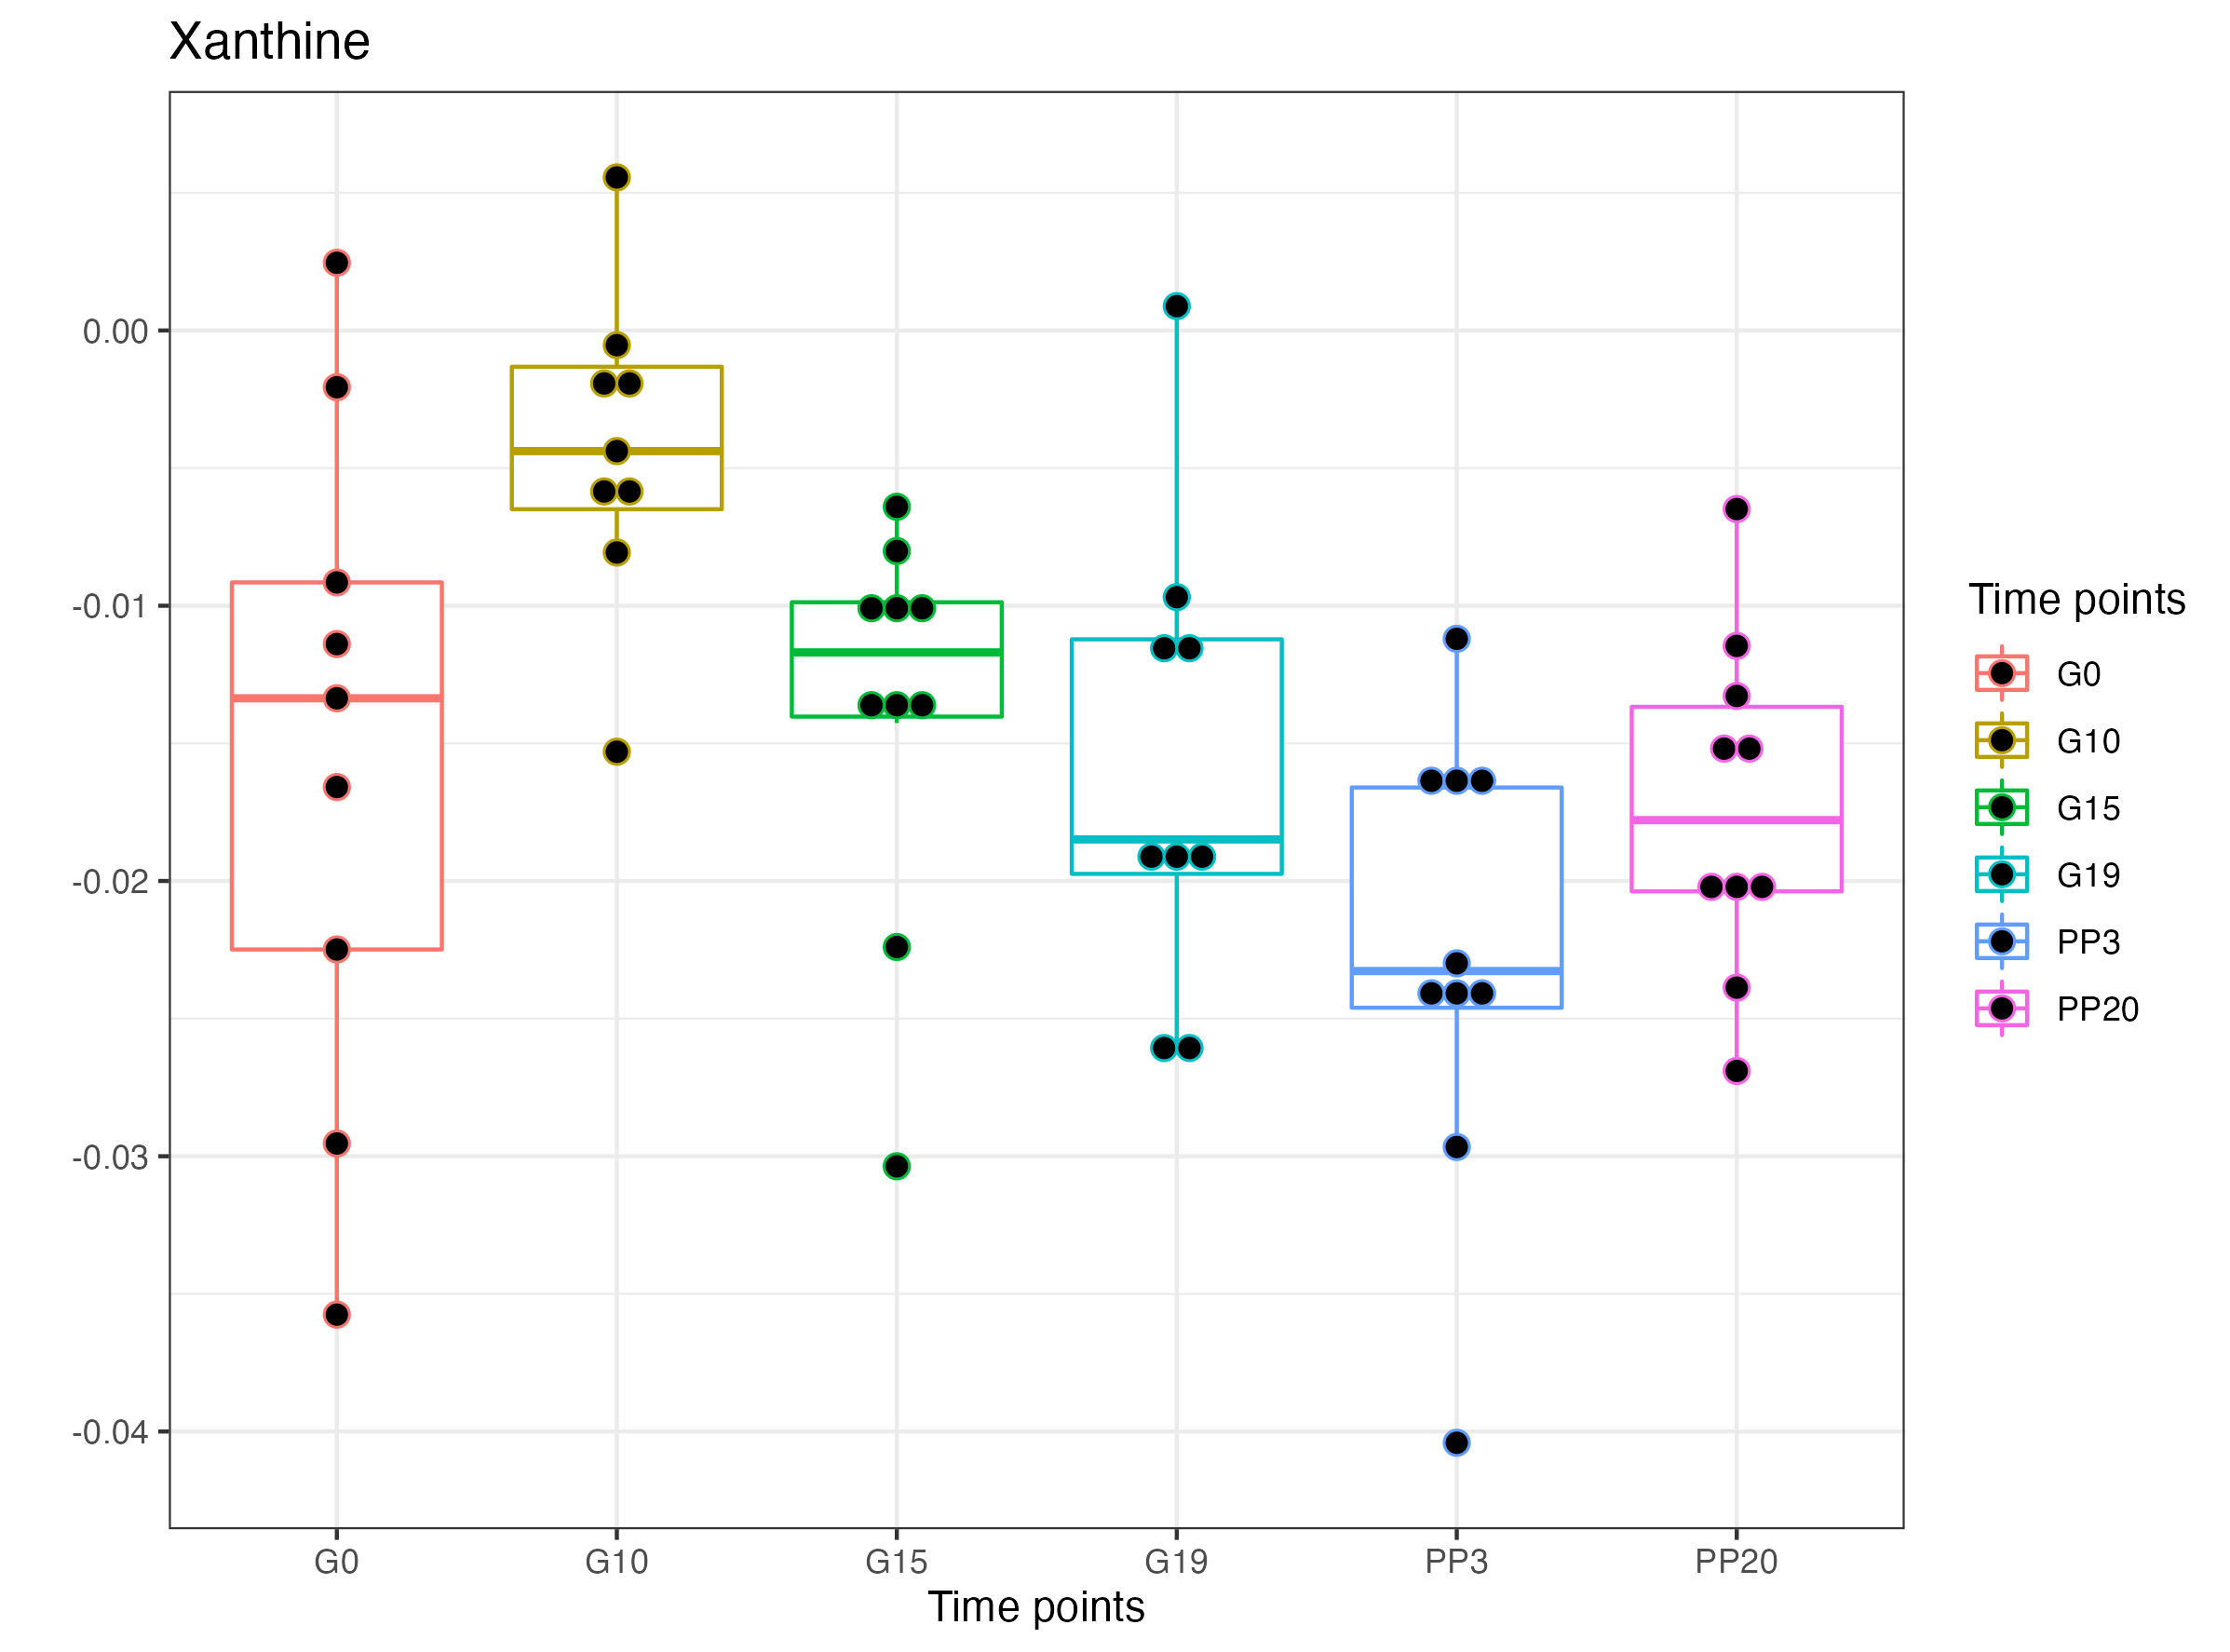 Xanthine
0.00
-0.01
-0.02
-0.03
-0.04
G0 G10 G15 G19 PP3 PP20
Time points
Time points
G0
G10
G15
G19
PP3
PP20